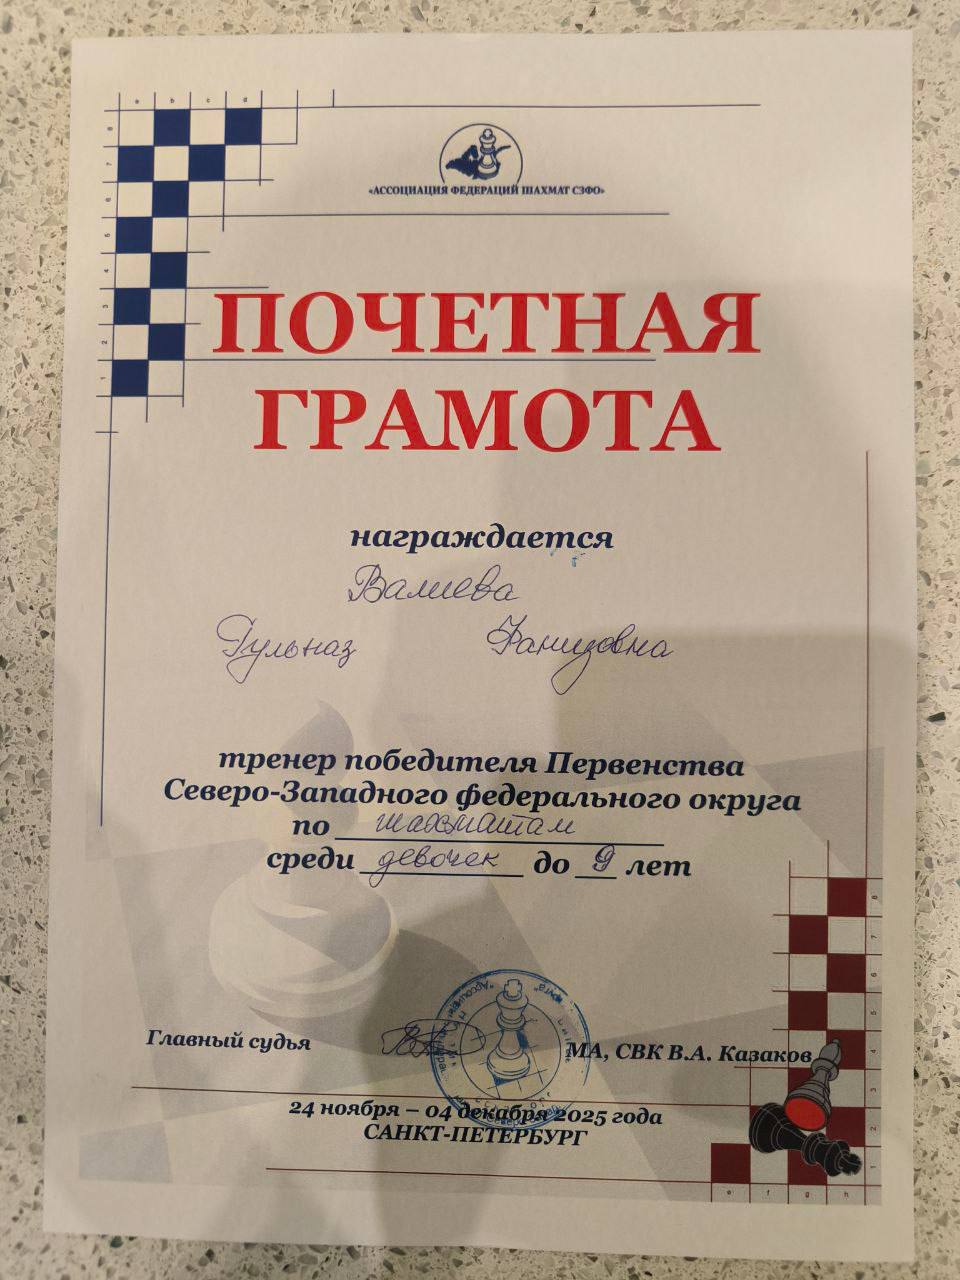 «АССОЦИАЦИЯ ФЕДЕРАЦИЙ ШАХМАТ СЗФО»
ПОЧЕТНАЯ
ГРАМОТА
награждается
Валиева
Гульназ Фанизовна
тренер победителя Первенства
Северо-Западного федерального округа
по шахматам
среди девочек до 9 лет
Главный судья МА, СВК В.А. Казаков
24 ноября – 04 декабря 2025 года
САНКТ-ПЕТЕРБУРГ